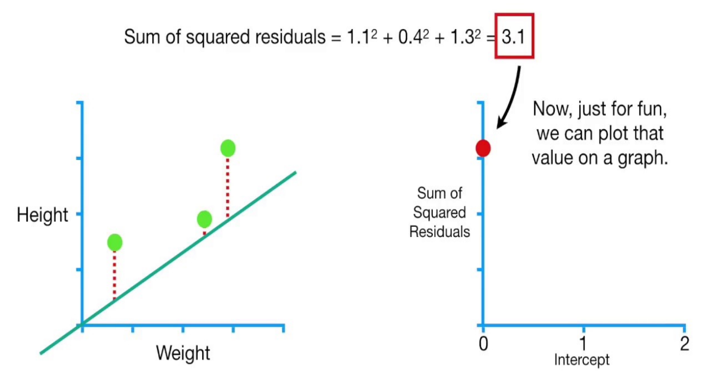 Sum of squared residuals = 1.1² + 0.4² + 1.3² = 3.1
Now, just for fun,
we can plot that
value on a graph.
Height
Weight
Sum of
Squared
Residuals
0 1 2
Intercept